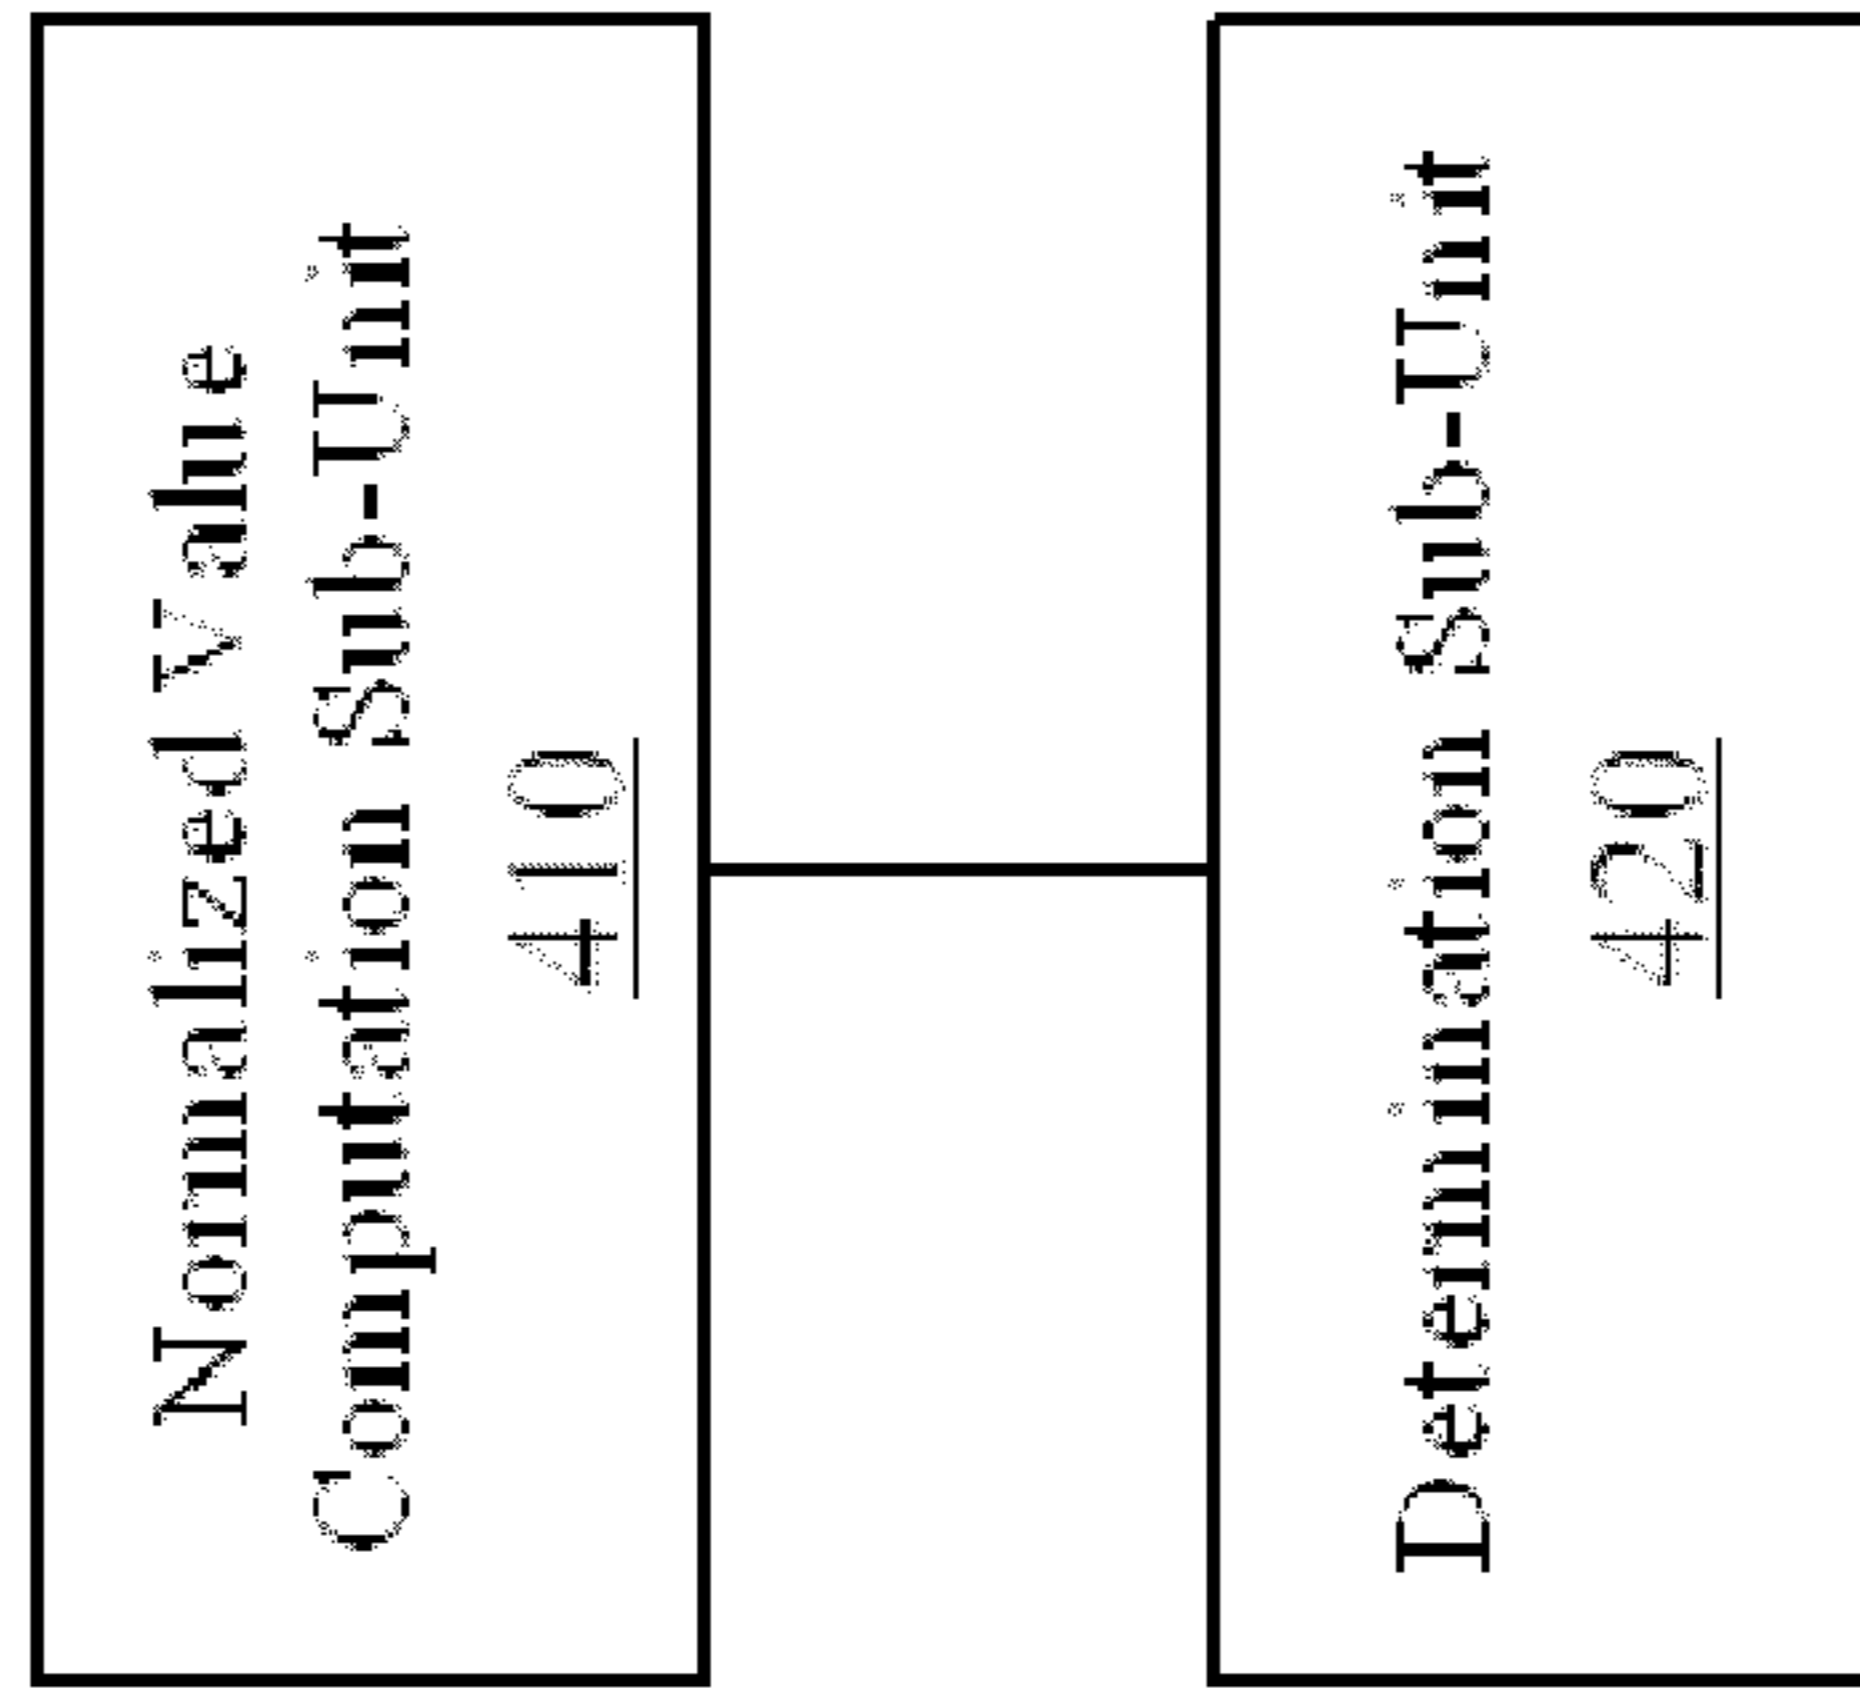 Normalized Value
Computation Sub-Unit
410
Determination Sub-Unit
420